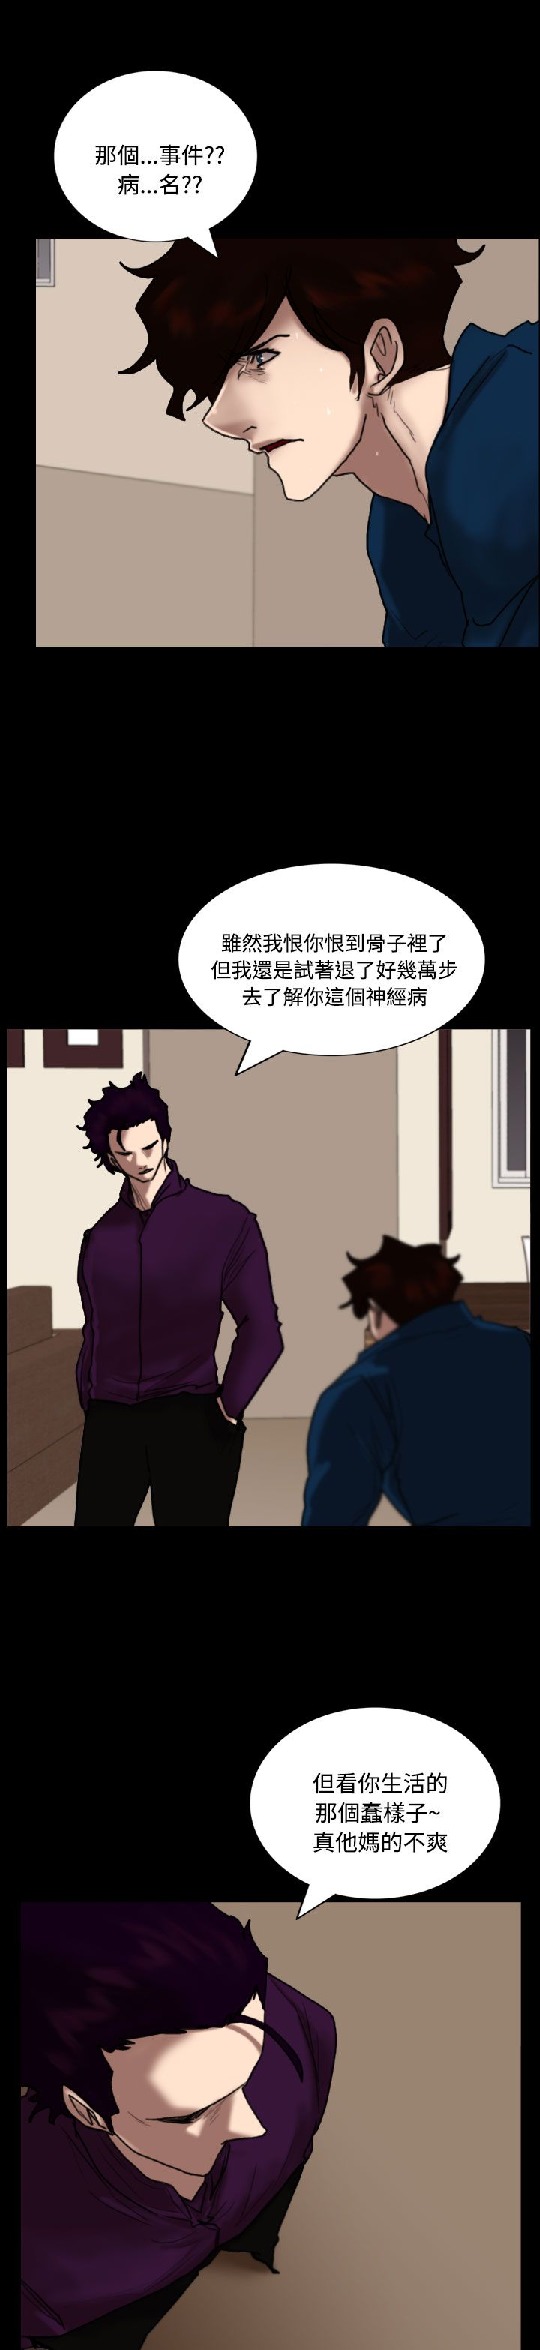 那個...事件??
病...名??
雖然我恨你恨到骨子裡了
但我還是試著退了好幾萬步
去了解你這個神經病
但看你生活的
那個蠢樣子~
真他媽的不爽